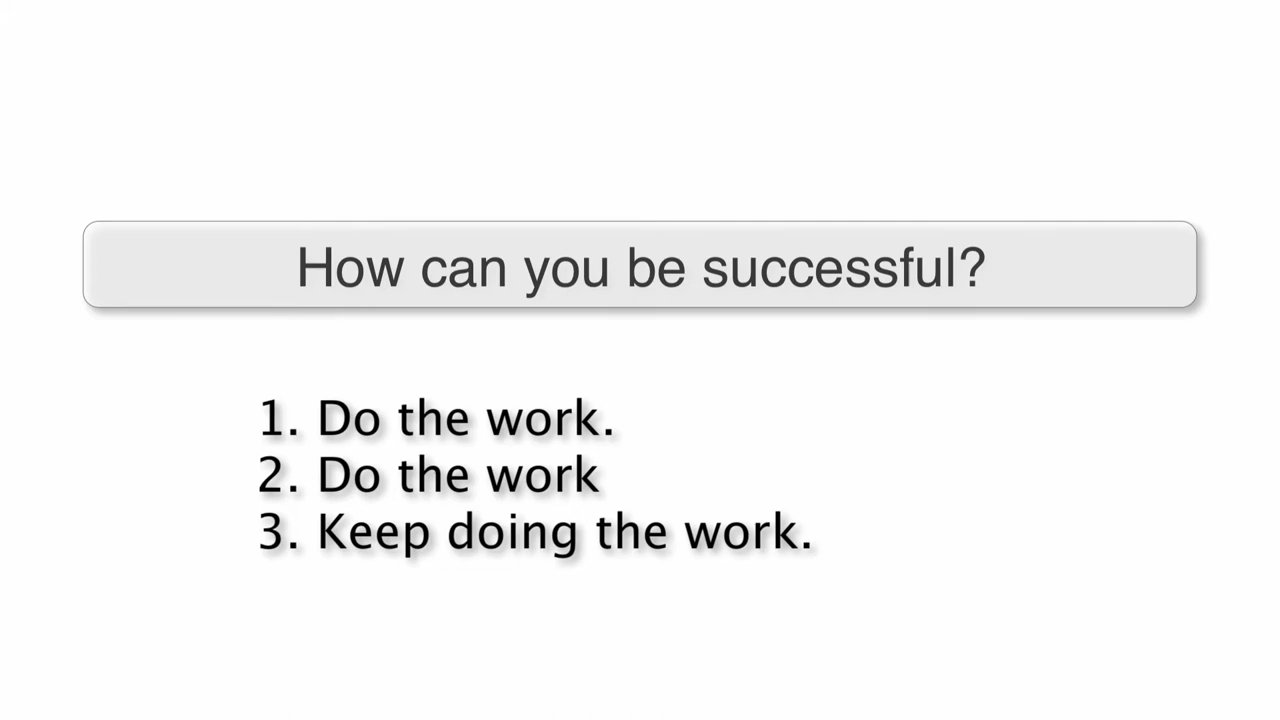 How can you be successful?
1. Do the work.
2. Do the work
3. Keep doing the work.